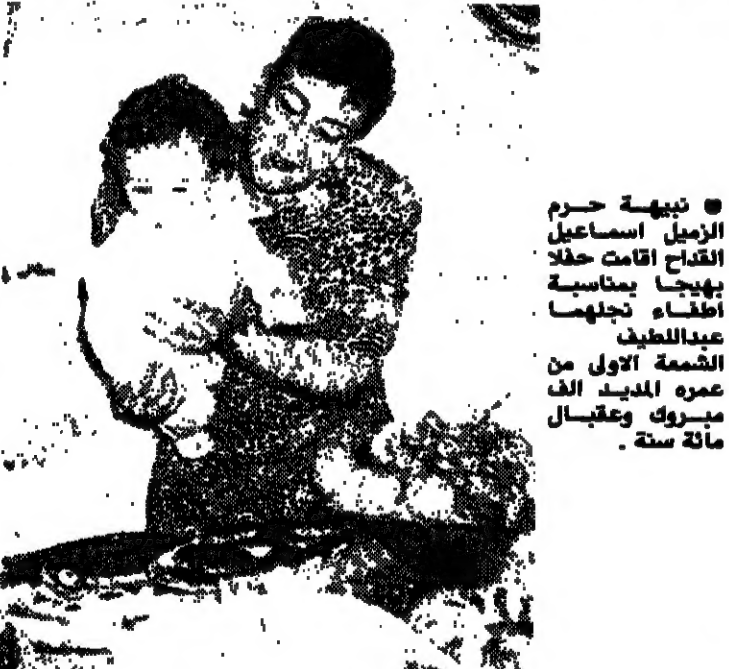 ● نبيهة حرم
الزميل اسماعيل
القداح اقامت حفلا
بهيجا بمناسبة
اطفاء نجلهما
عبداللطيف
الشمعة الاولى من
عمره المديد الف
مبروك وعقبال
مائة سنة .